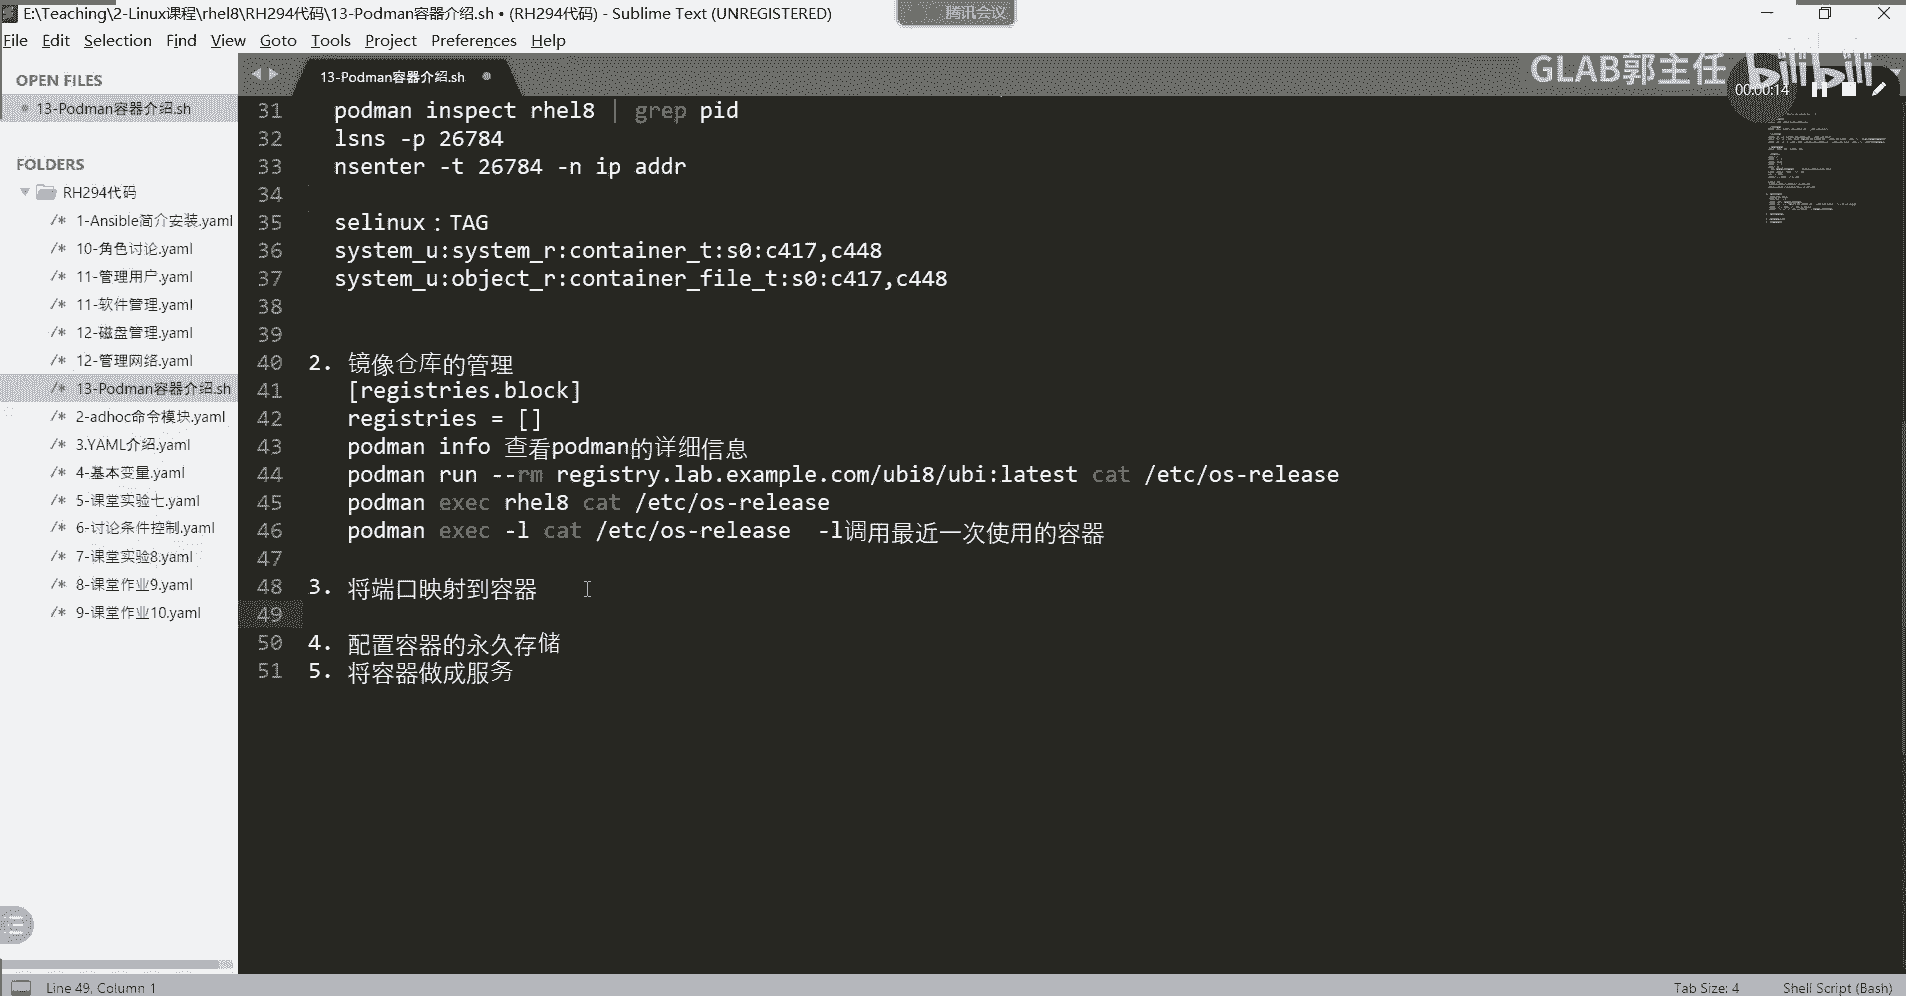 E:\Teaching\2-Linux课程\rhel8\RH294代码\13-Podman容器介绍.sh • (RH294代码) - Sublime Text (UNREGISTERED)
腾讯会议
File Edit Selection Find View Goto Tools Project Preferences Help
GLAB郭主任 bilibili
00:00:14
OPEN FILES
13-Podman容器介绍.sh
FOLDERS
RH294代码
/* 1-Ansible简介安装.yaml
/* 10-角色讨论.yaml
/* 11-管理用户.yaml
/* 11-软件管理.yaml
/* 12-磁盘管理.yaml
/* 12-管理网络.yaml
/* 13-Podman容器介绍.sh
/* 2-adhoc命令模块.yaml
/* 3.YAML介绍.yaml
/* 4-基本变量.yaml
/* 5-课堂实验七.yaml
/* 6-讨论条件控制.yaml
/* 7-课堂实验8.yaml
/* 8-课堂作业9.yaml
/* 9-课堂作业10.yaml
13-Podman容器介绍.sh
31 podman inspect rhel8 | grep pid
32 lsns -p 26784
33 nsenter -t 26784 -n ip addr
34
35 selinux：TAG
36 system_u:system_r:container_t:s0:c417,c448
37 system_u:object_r:container_file_t:s0:c417,c448
38
39
40 2. 镜像仓库的管理
41 [registries.block]
42 registries = []
43 podman info 查看podman的详细信息
44 podman run --rm registry.lab.example.com/ubi8/ubi:latest cat /etc/os-release
45 podman exec rhel8 cat /etc/os-release
46 podman exec -l cat /etc/os-release  -l调用最近一次使用的容器
47
48 3. 将端口映射到容器
49
50 4. 配置容器的永久存储
51 5. 将容器做成服务
Line 49, Column 1
Tab Size: 4
Shell Script (Bash)